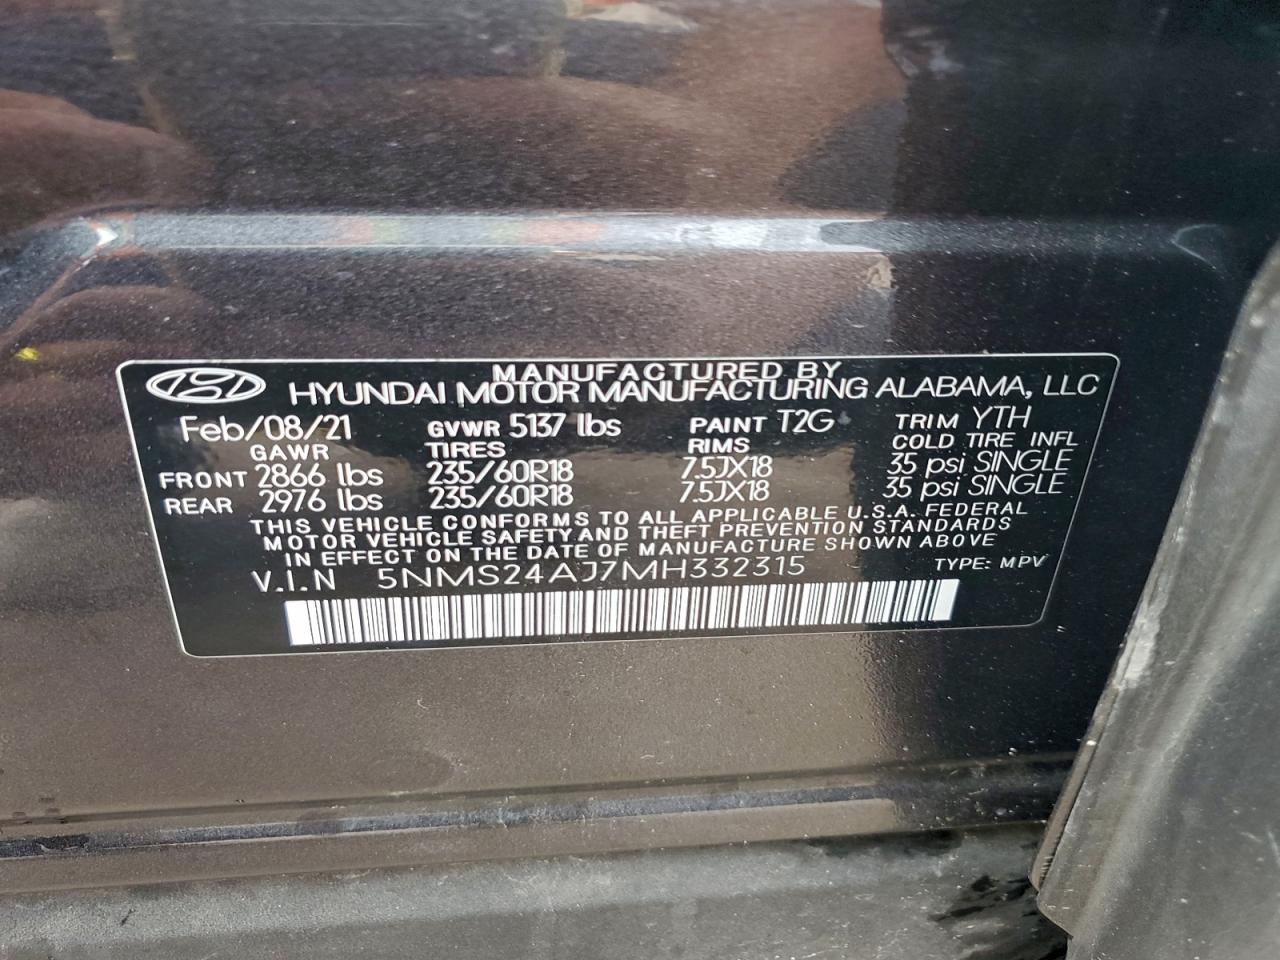 MANUFACTURED BY
HYUNDAI MOTOR MANUFACTURING ALABAMA, LLC
Feb/08/21 GVWR 5137 lbs PAINT T2G TRIM YTH
GAWR TIRES RIMS COLD TIRE INFL
FRONT 2866 lbs 235/60R18 7.5JX18 35 psi SINGLE
REAR 2976 lbs 235/60R18 7.5JX18 35 psi SINGLE
THIS VEHICLE CONFORMS TO ALL APPLICABLE U.S.A. FEDERAL
MOTOR VEHICLE SAFETY AND THEFT PREVENTION STANDARDS
IN EFFECT ON THE DATE OF MANUFACTURE SHOWN ABOVE
V.I.N 5NMS24AJ7MH332315 TYPE: MPV